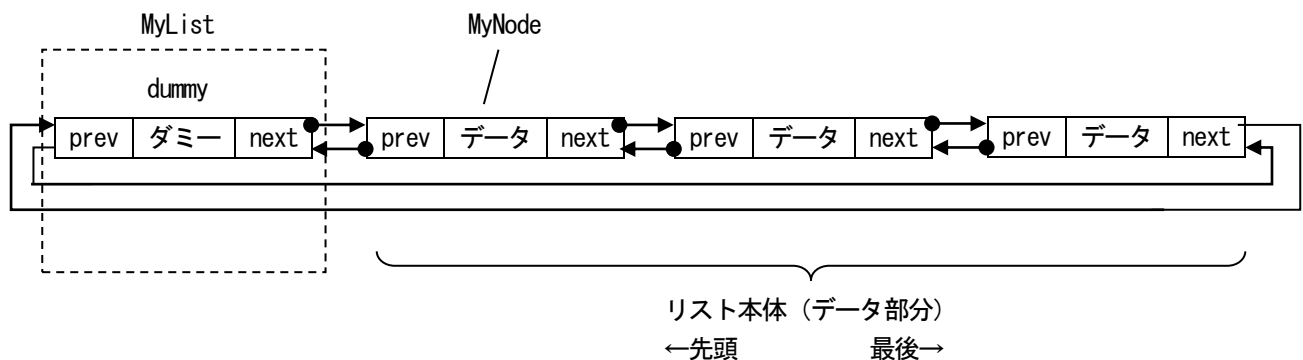 MyList MyNode
dummy
prev ダミー next prev データ next prev データ next prev データ next
リスト本体（データ部分）
←先頭 最後→